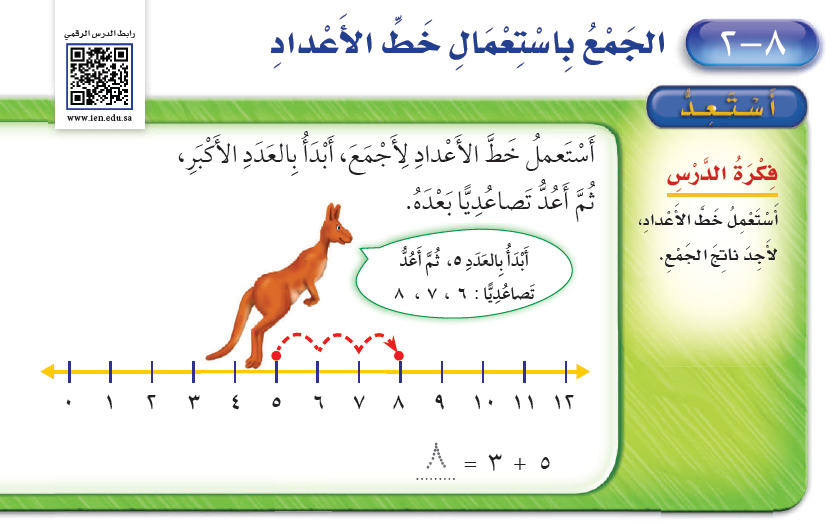 ٨-٢
الجَمْعُ بِاسْتِعْمَالِ خَطِّ الأَعْدادِ
رابط الدرس الرقمي
www.ien.edu.sa
أَسْتَعِدُّ
فِكْرَةُ الدَّرْسِ
أَسْتَعْمِلُ خَطَّ الأَعْدادِ،
لأَجِدَ ناتِجَ الجَمْعِ.
أَسْتَعمِلُ خَطَّ الأَعْدادِ لِأَجْمَعَ، أَبْدَأُ بِالعَدَدِ الأَكْبَرِ،
ثُمَّ أَعُدُّ تَصاعُدِيًّا بَعْدَهُ.
أَبْدَأُ بِالعَدَدِ ٥، ثُمَّ أَعُدُّ
تَصاعُدِيًّا: ٦ ، ٧ ، ٨
٠ ١ ٢ ٣ ٤ ٥ ٦ ٧ ٨ ٩ ١٠ ١١ ١٢
٥ + ٣ = ٨